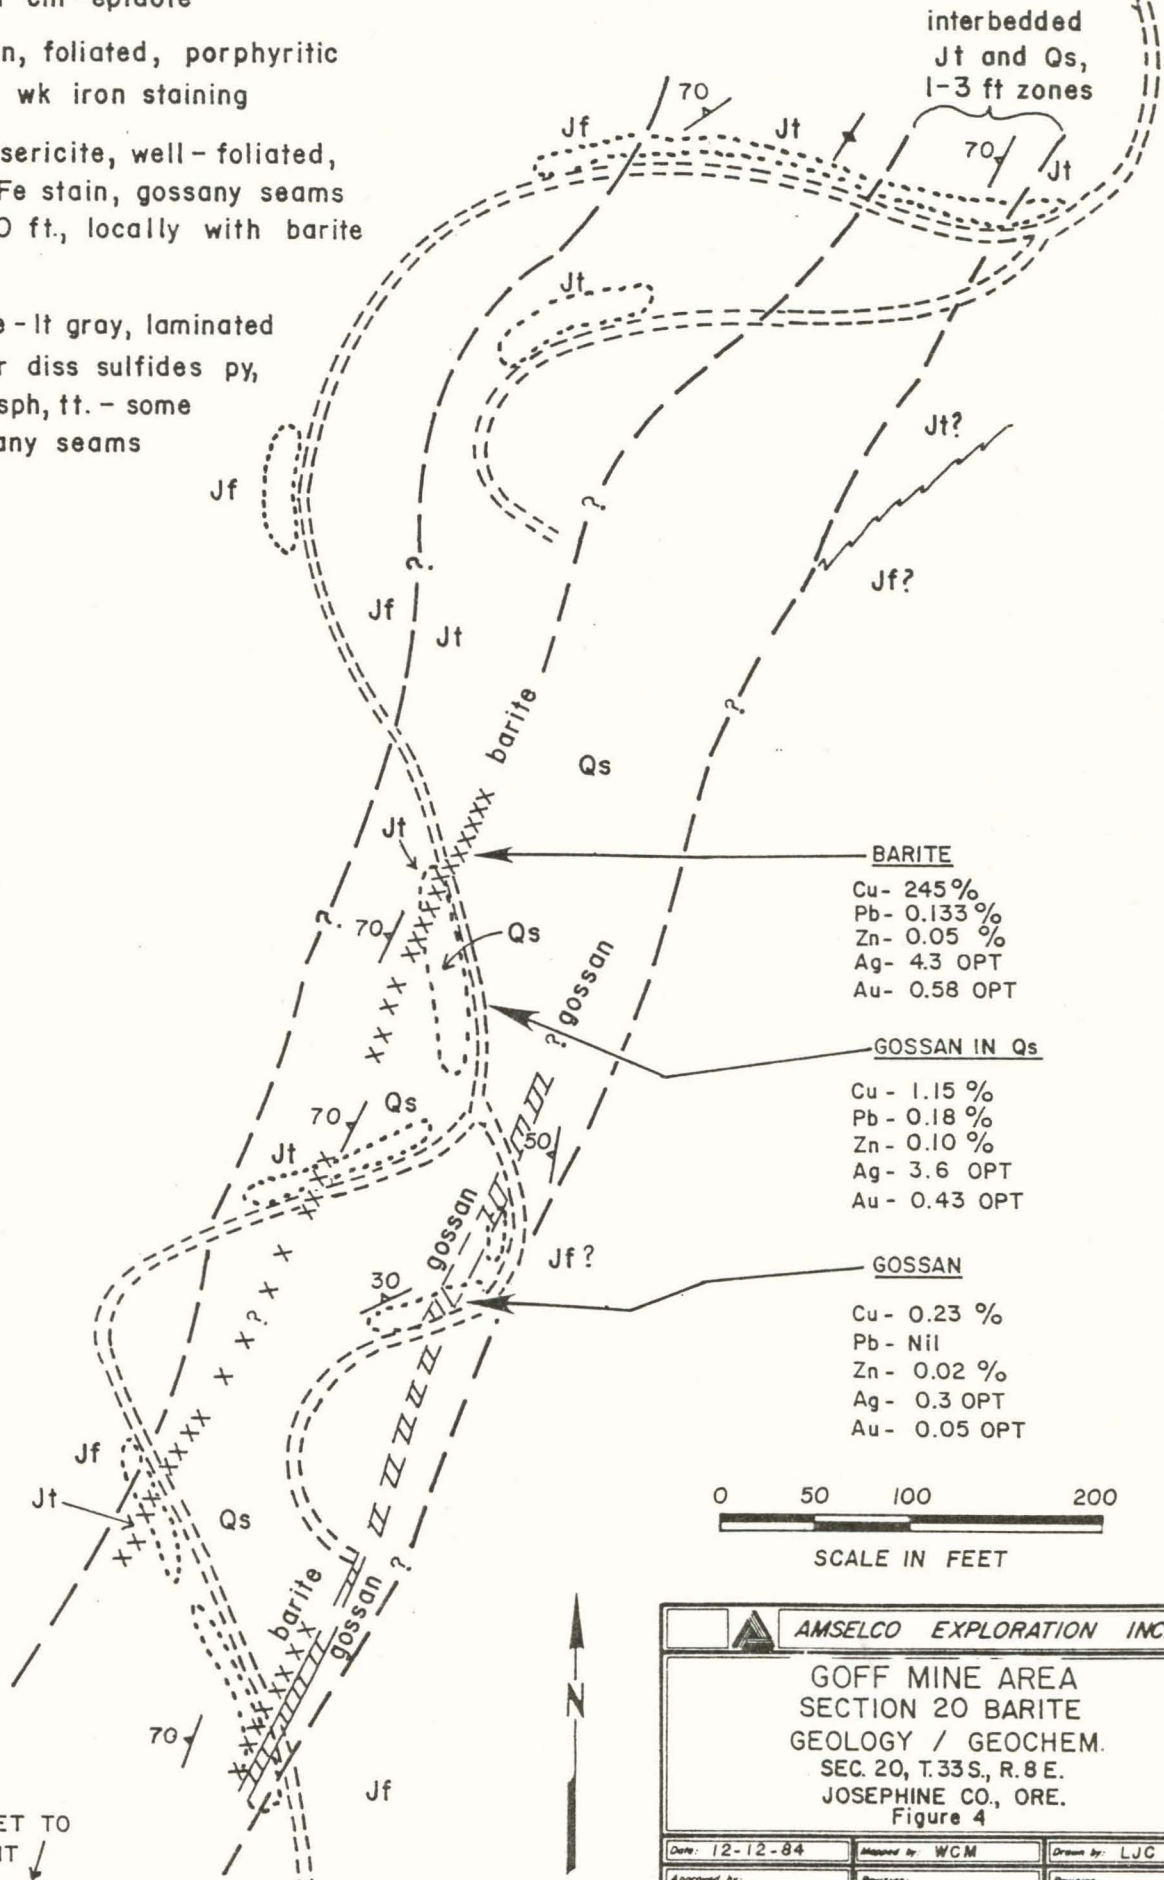 cm epidote
n, foliated, porphyritic
wk iron staining
sericite, well-foliated,
Fe stain, gossany seams
0 ft., locally with barite
e-lt gray, laminated
r diss sulfides py,
sph, tt. - some
any seams
interbedded
Jt and Qs,
1-3 ft zones
70
Jf
Jt
70
Jt
Jt
Jt?
Jf
?
Jf?
?
Jf
Jt
?
barite
Qs
Jt
BARITE
Cu- 245%
Pb- 0.133 %
Zn- 0.05 %
Ag- 4.3 OPT
Au- 0.58 OPT
?
70
Qs
? gossan
GOSSAN IN Qs
Cu - 1.15 %
Pb - 0.18 %
Zn - 0.10 %
Ag - 3.6 OPT
Au - 0.43 OPT
70
Qs
Jt
50
gossan
Jf ?
30
?
GOSSAN
Cu - 0.23 %
Pb - Nil
Zn - 0.02 %
Ag - 0.3 OPT
Au - 0.05 OPT
Jf
Jt
Qs
0 50 100 200
SCALE IN FEET
barite
gossan ?
70
Jf
N
ET TO
IT
AMSELCO EXPLORATION INC.
GOFF MINE AREA
SECTION 20 BARITE
GEOLOGY / GEOCHEM.
SEC. 20, T.33S., R.8E.
JOSEPHINE CO., ORE.
Figure 4
Date: 12-12-84 Mapped by: WCM Drawn by: LJC